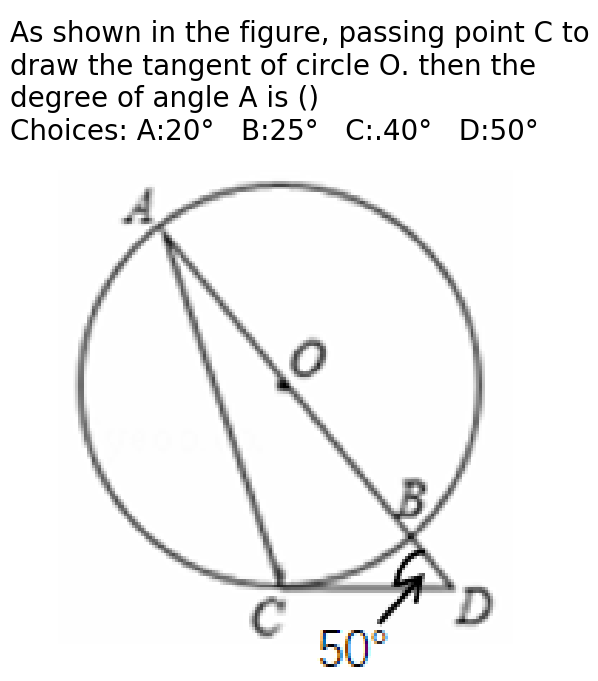 As shown in the figure, passing point C to
draw the tangent of circle O. then the
degree of angle A is ()
Choices: A:20° B:25° C:.40° D:50°
A
O
B
C
D
50°